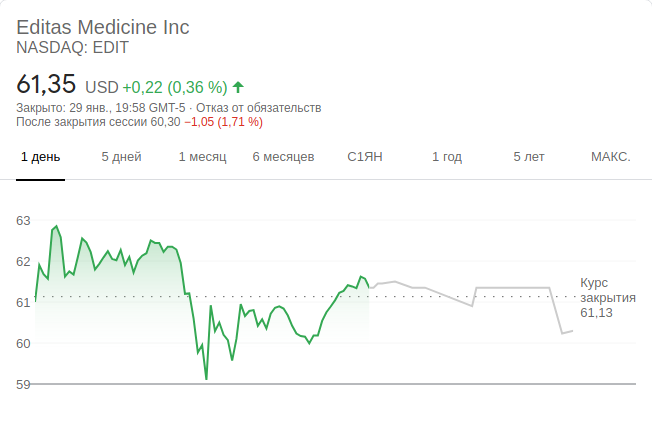 Editas Medicine Inc
NASDAQ: EDIT
61,35 USD +0,22 (0,36 %)
Закрыто: 29 янв., 19:58 GMT-5 · Отказ от обязательств
После закрытия сессии 60,30 −1,05 (1,71 %)
1 день 5 дней 1 месяц 6 месяцев С1ЯН 1 год 5 лет МАКС.
63
62
61
60
59
Курс
закрытия
61,13